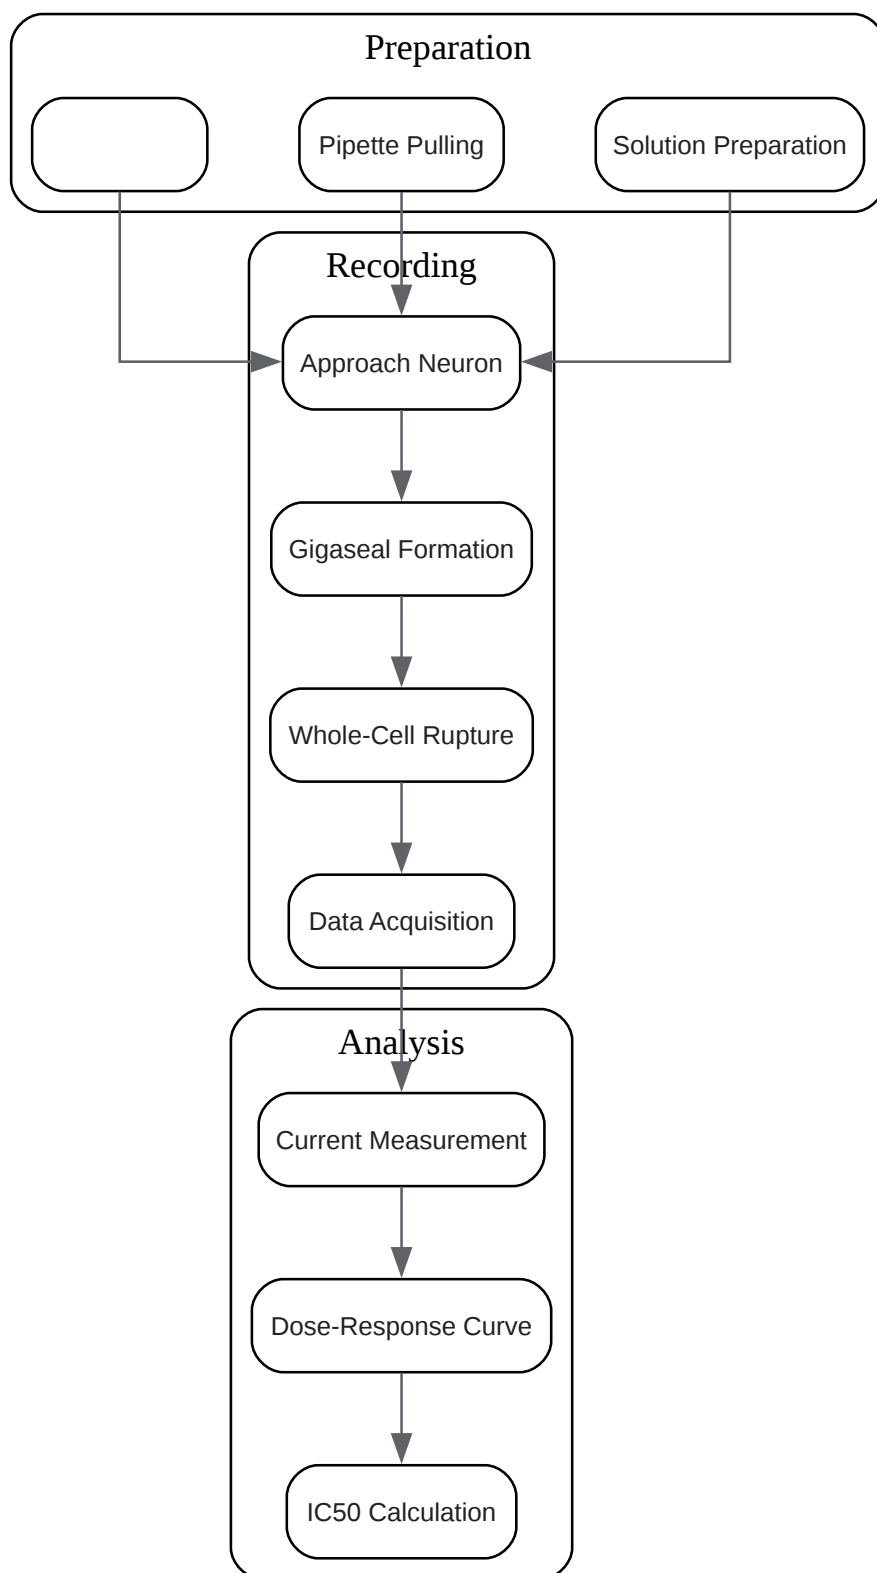 Preparation
Pipette Pulling
Solution Preparation
Recording
Approach Neuron
Gigaseal Formation
Whole-Cell Rupture
Data Acquisition
Analysis
Current Measurement
Dose-Response Curve
IC50 Calculation